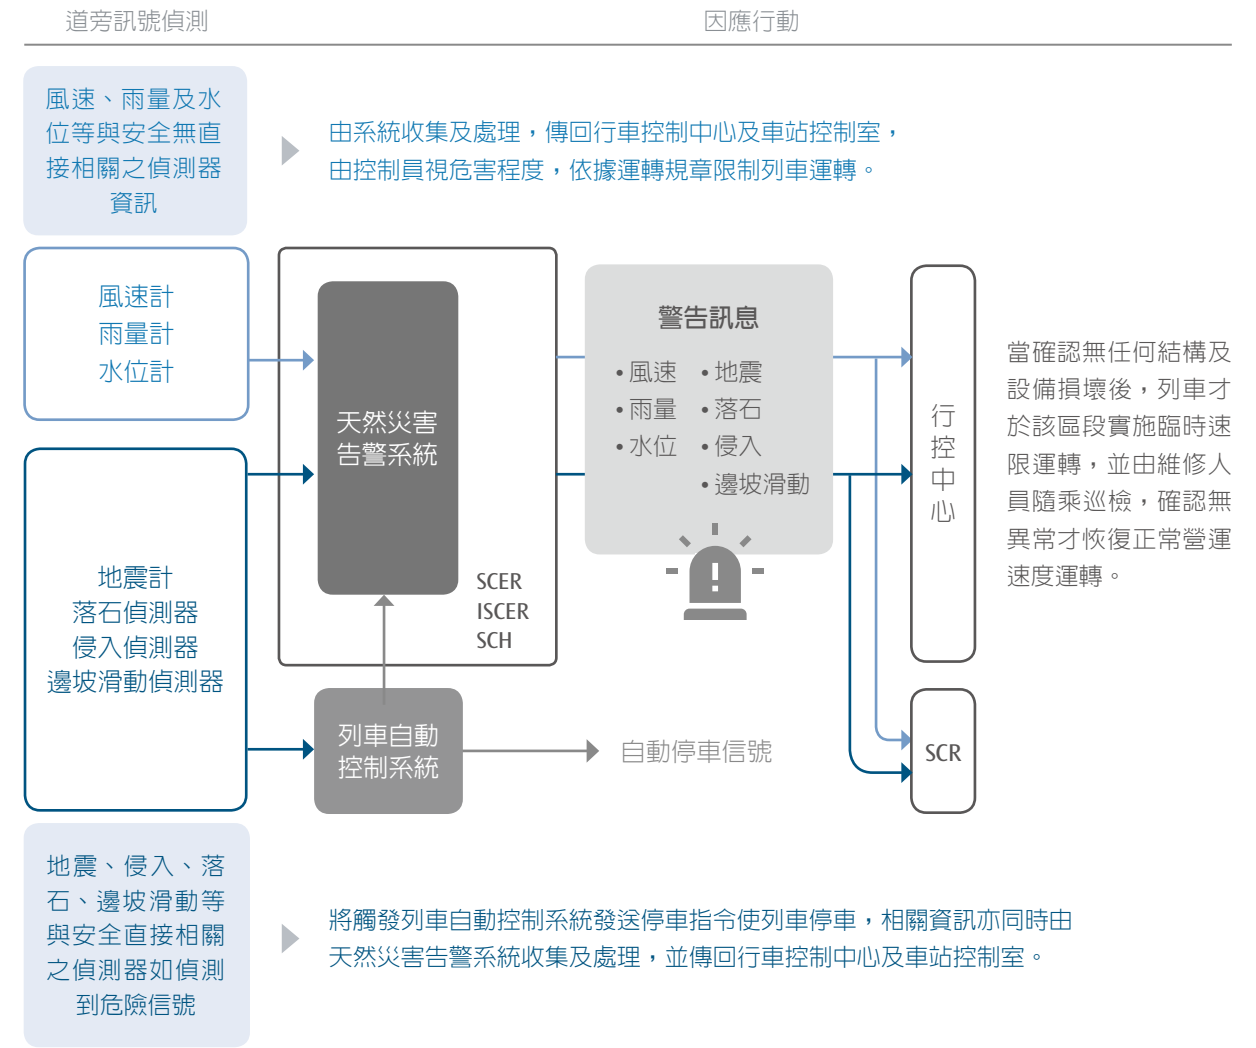 道旁訊號偵測
因應行動
風速、雨量及水
位等與安全無直
接相關之偵測器
資訊
由系統收集及處理，傳回行車控制中心及車站控制室，
由控制員視危害程度，依據運轉規章限制列車運轉。
風速計
雨量計
水位計
地震計
落石偵測器
侵入偵測器
邊坡滑動偵測器
天然災害
告警系統
SCER
ISCER
SCH
列車自動
控制系統
自動停車信號
警告訊息
•風速
•雨量
•水位
•地震
•落石
•侵入
•邊坡滑動
行
控
中
心
SCR
當確認無任何結構及
設備損壞後，列車才
於該區段實施臨時速
限運轉，並由維修人
員隨乘巡檢，確認無
異常才恢復正常營運
速度運轉。
地震、侵入、落
石、邊坡滑動等
與安全直接相關
之偵測器如偵測
到危險信號
將觸發列車自動控制系統發送停車指令使列車停車，相關資訊亦同時由
天然災害告警系統收集及處理，並傳回行車控制中心及車站控制室。